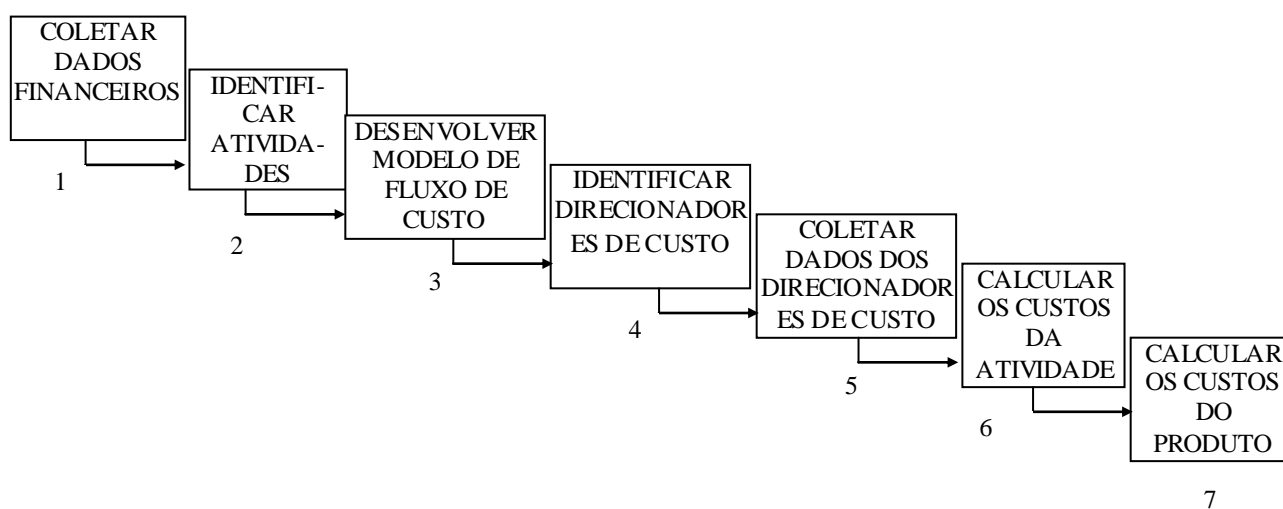 COLETAR
DADOS
FINANCEIROS
1
IDENTIFI-
CAR
ATIVIDA-
DES
2
DESENVOLVER
MODELO DE
FLUXO DE
CUSTO
3
IDENTIFICAR
DIRECIONADOR
ES DE CUSTO
4
COLETAR
DADOS DOS
DIRECIONADOR
ES DE CUSTO
5
CALCULAR
OS CUSTOS
DA
ATIVIDADE
6
CALCULAR
OS CUSTOS
DO
PRODUTO
7